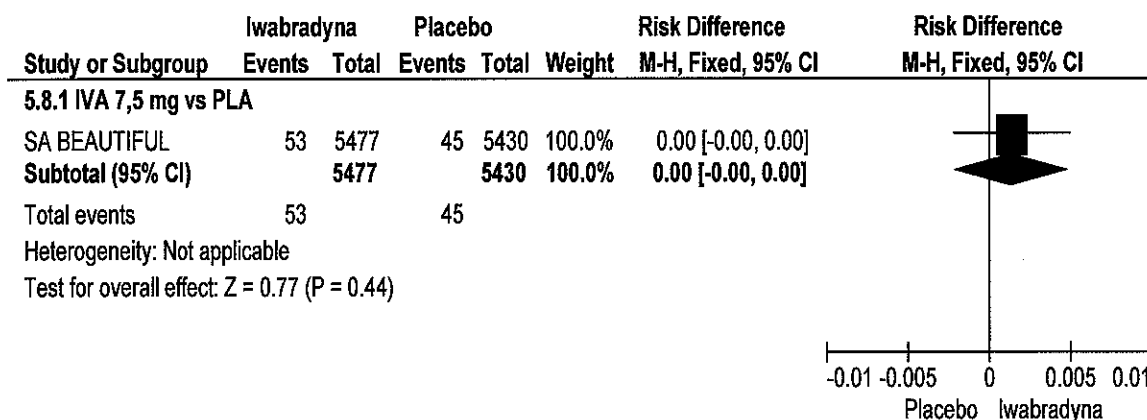 Iwabradyna Placebo Risk Difference Risk Difference
Study or Subgroup Events Total Events Total Weight M-H, Fixed, 95% CI M-H, Fixed, 95% CI
5.8.1 IVA 7,5 mg vs PLA
SA BEAUTIFUL 53 5477 45 5430 100.0% 0.00 [-0.00, 0.00]
Subtotal (95% CI) 5477 5430 100.0% 0.00 [-0.00, 0.00]
Total events 53 45
Heterogeneity: Not applicable
Test for overall effect: Z = 0.77 (P = 0.44)
-0.01 -0.005 0 0.005 0.01
Placebo Iwabradyna